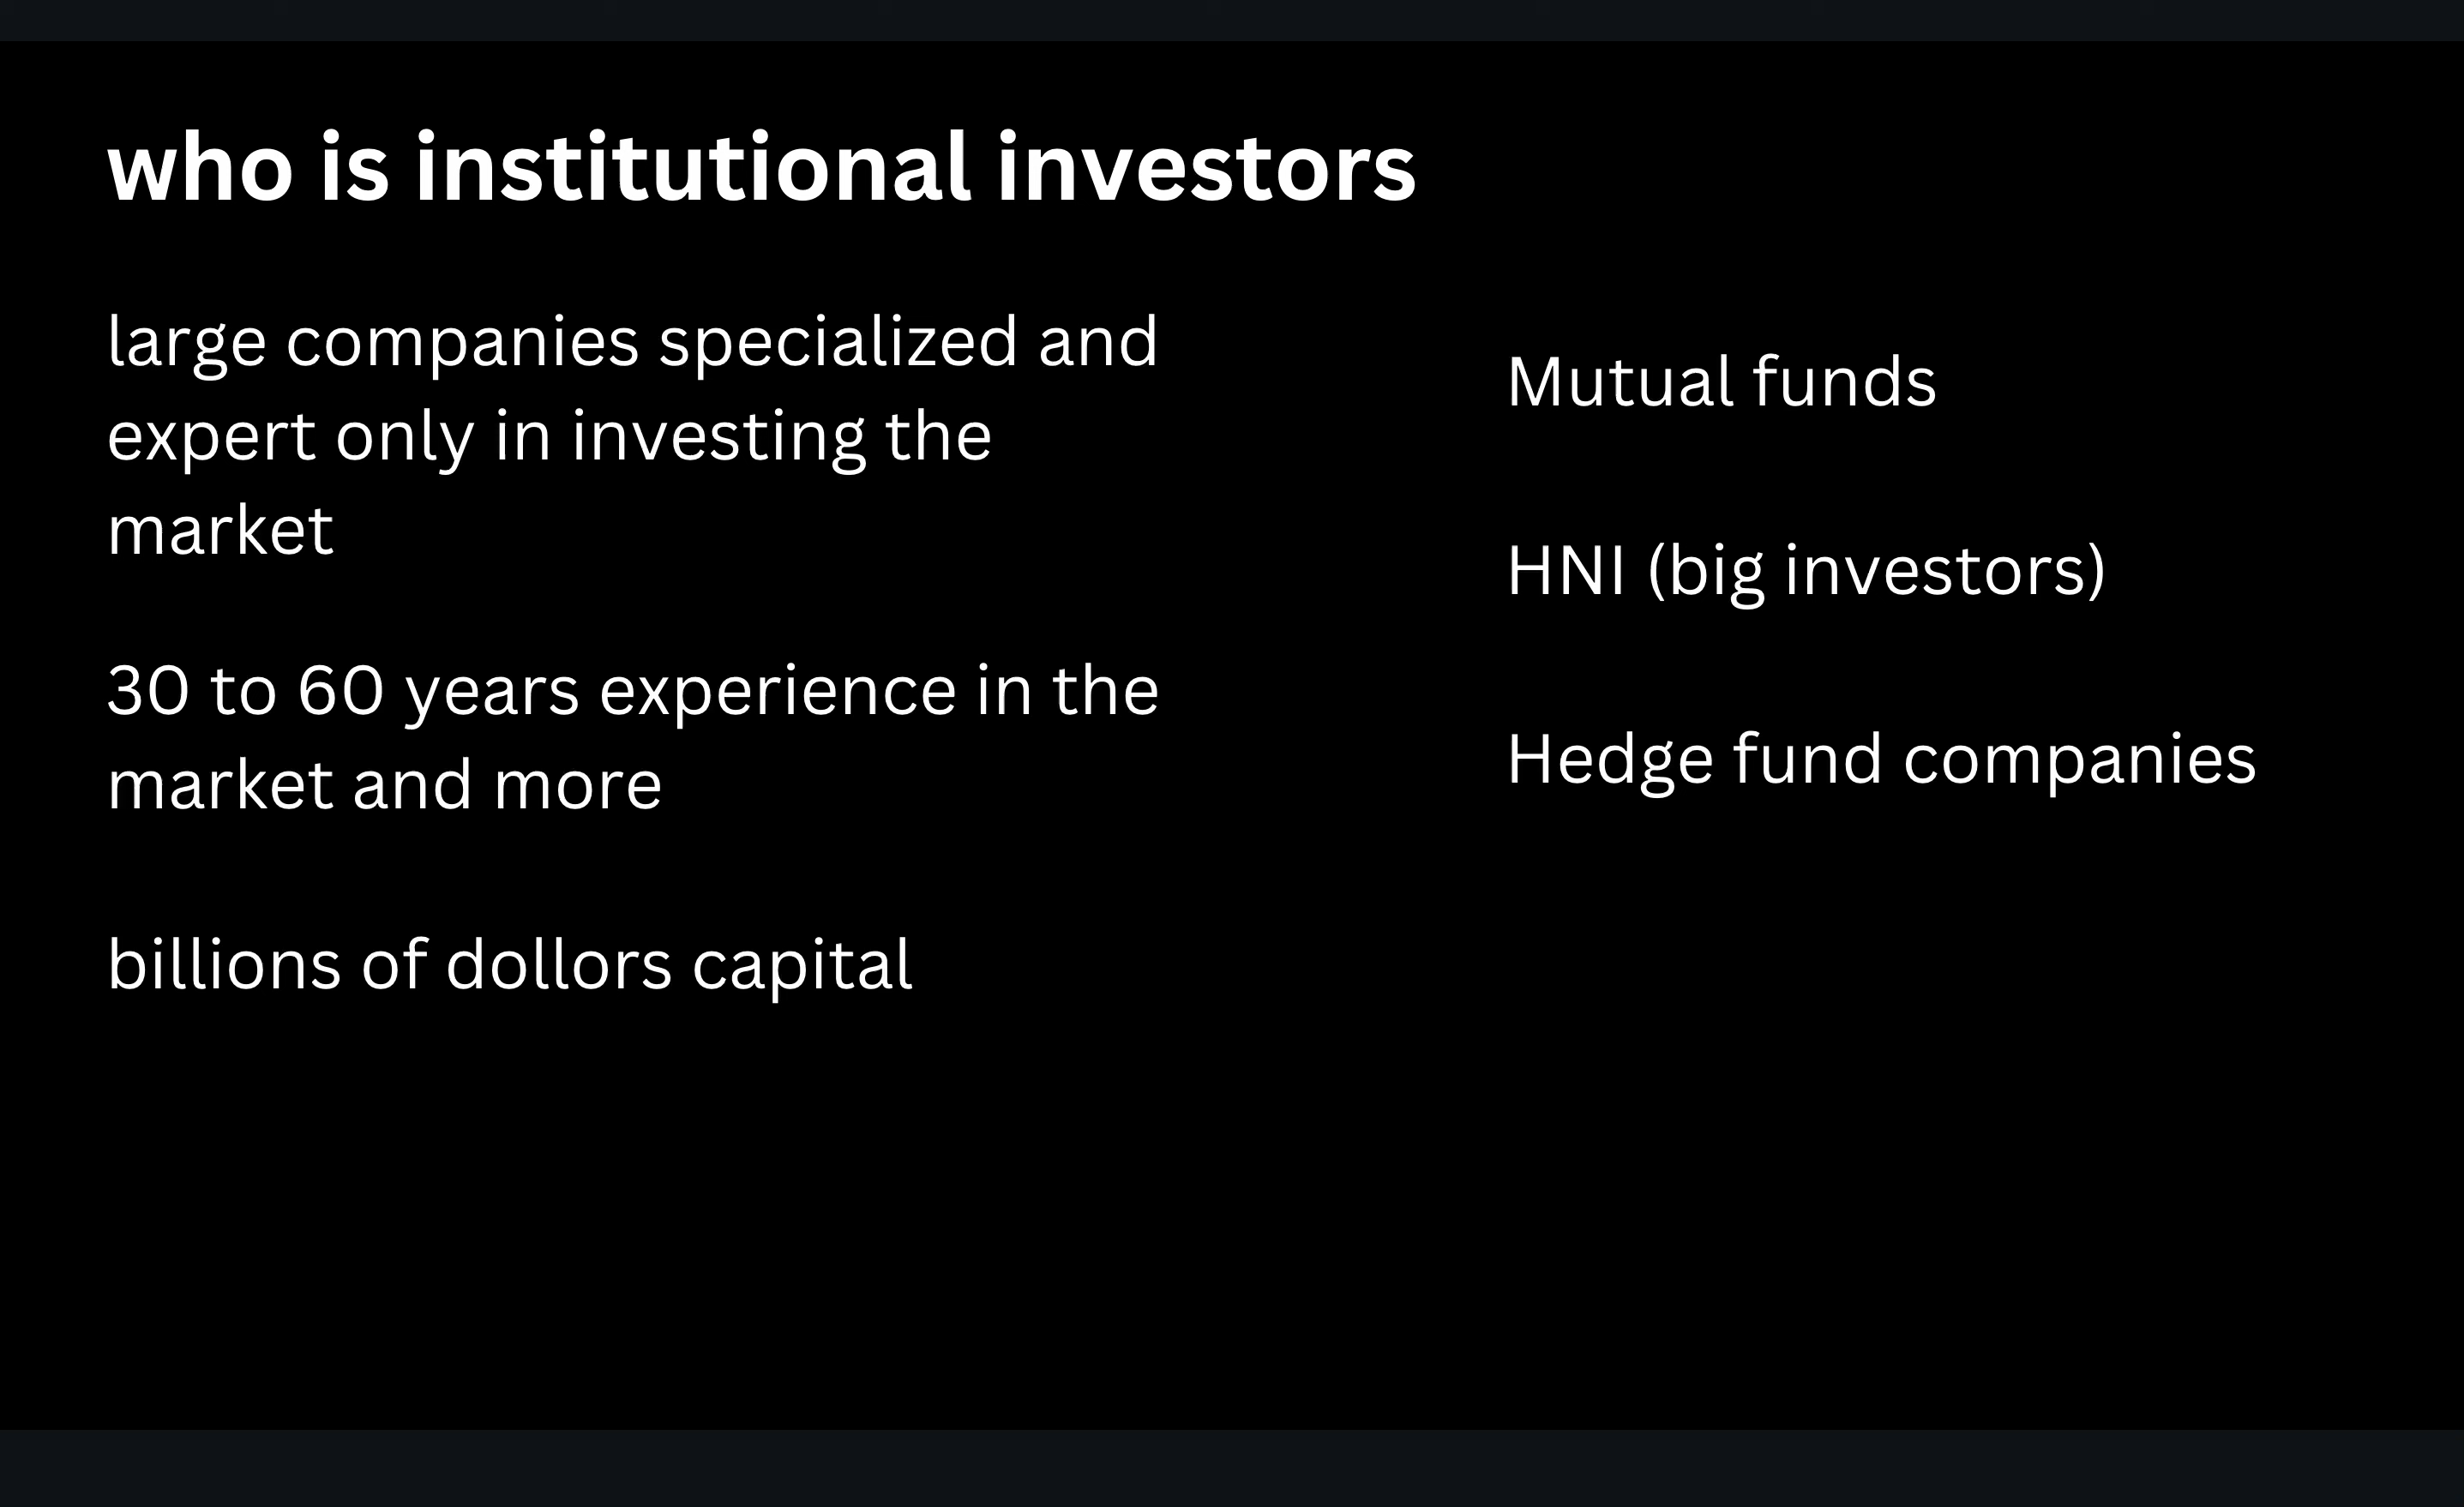 who is institutional investors
large companies specialized and
expert only in investing the
market
30 to 60 years experience in the
market and more
billions of dollors capital
Mutual funds
HNI (big investors)
Hedge fund companies